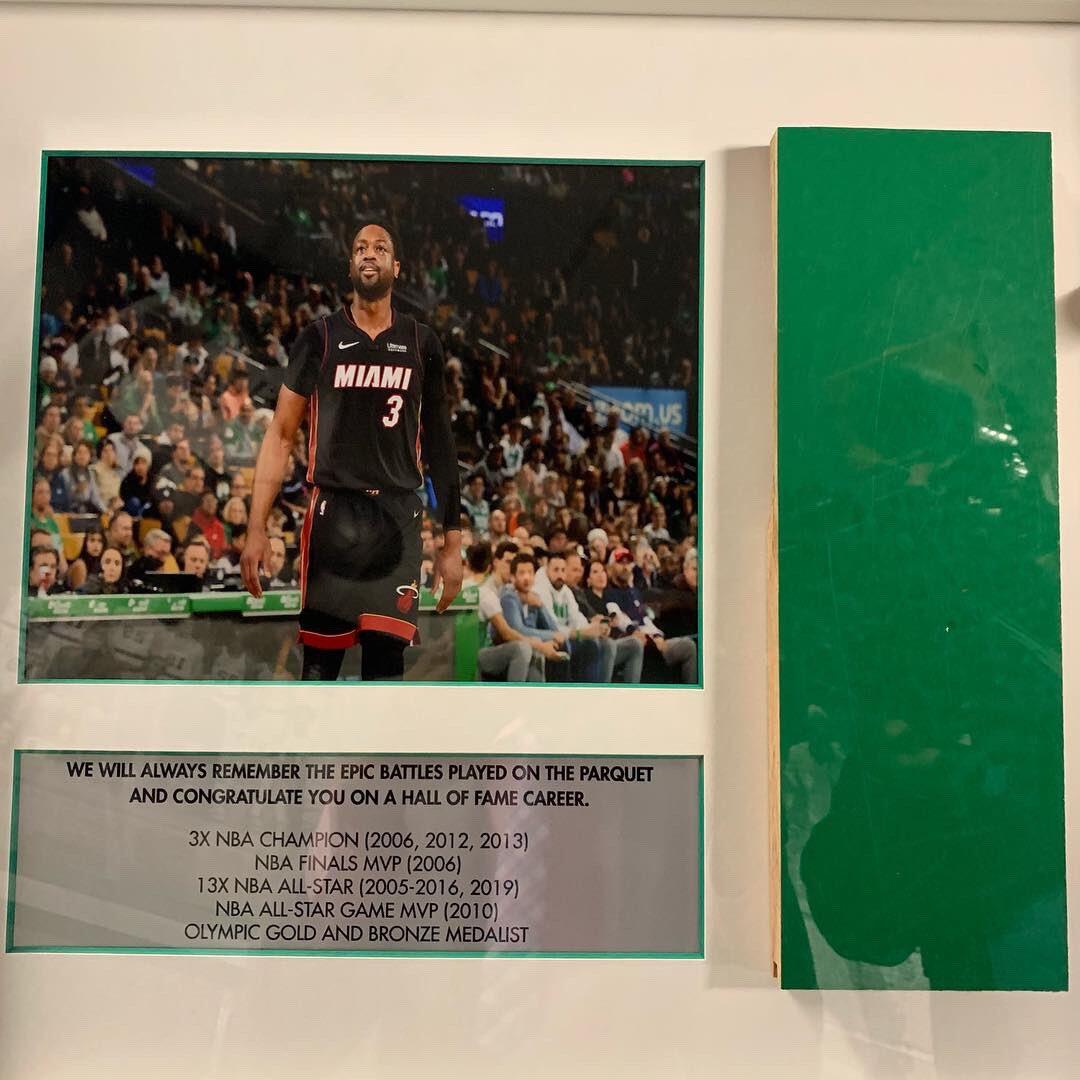 MIAMI
3
WE WILL ALWAYS REMEMBER THE EPIC BATTLES PLAYED ON THE PARQUET
AND CONGRATULATE YOU ON A HALL OF FAME CAREER.
3X NBA CHAMPION (2006, 2012, 2013)
NBA FINALS MVP (2006)
13X NBA ALL-STAR (2005-2016, 2019)
NBA ALL-STAR GAME MVP (2010)
OLYMPIC GOLD AND BRONZE MEDALIST